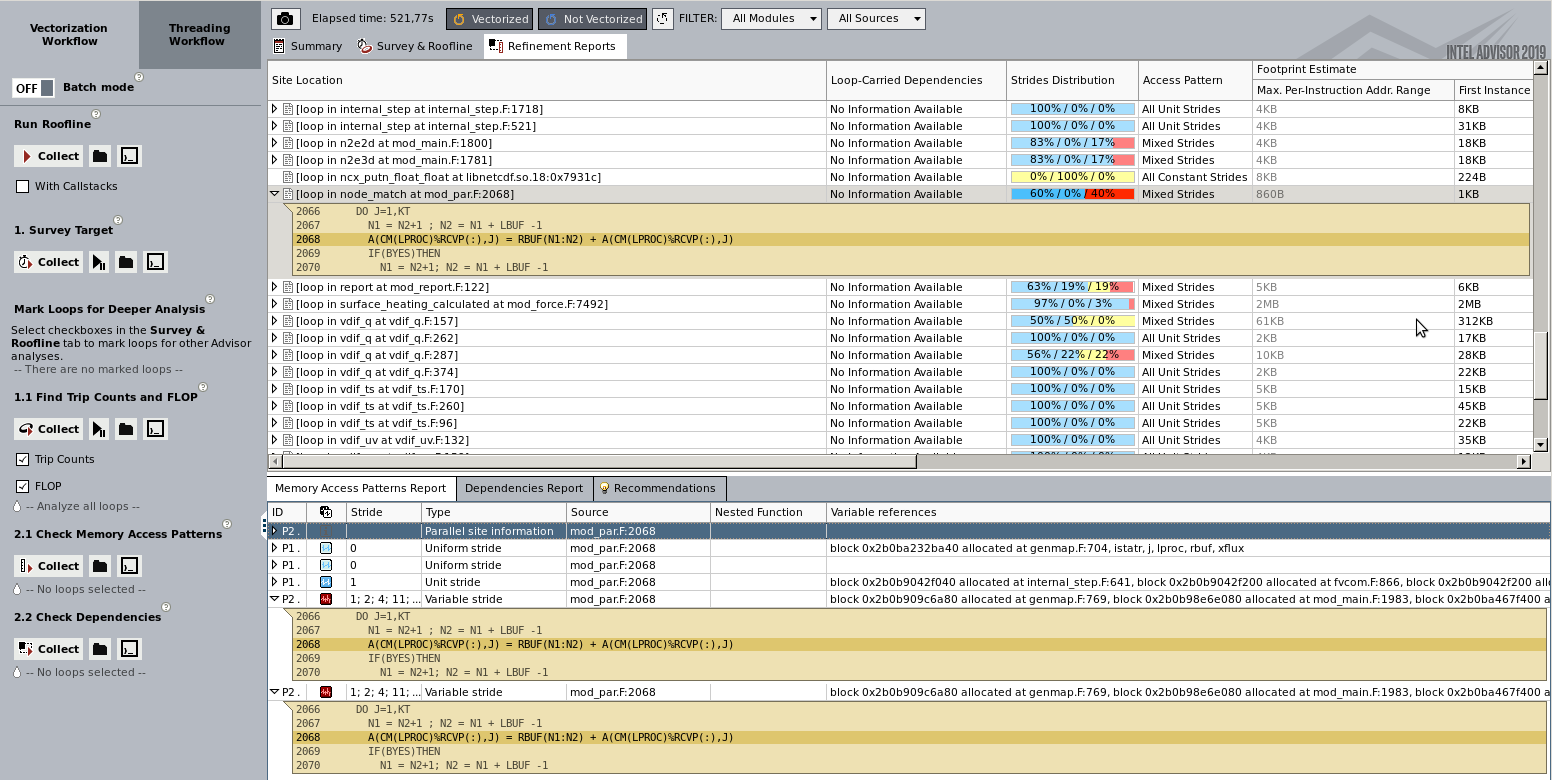 Vectorization Workflow
Threading Workflow
OFF Batch mode
Run Roofline
Collect
With Callstacks
1. Survey Target
Collect
Mark Loops for Deeper Analysis
Select checkboxes in the Survey &
Roofline tab to mark loops for other Advisor
analyses.
-- There are no marked loops --
1.1 Find Trip Counts and FLOP
Collect
Trip Counts
FLOP
-- Analyze all loops --
2.1 Check Memory Access Patterns
Collect
-- No loops selected --
2.2 Check Dependencies
Collect
-- No loops selected --
Elapsed time: 521,77s Vectorized Not Vectorized FILTER: All Modules All Sources
Summary Survey & Roofline Refinement Reports
INTEL ADVISOR 2019
Site Location Loop-Carried Dependencies Strides Distribution Access Pattern Footprint Estimate
Max. Per-Instruction Addr. Range First Instance
[loop in internal_step at internal_step.F:1718] No Information Available 100% / 0% / 0% All Unit Strides 4KB 8KB
[loop in internal_step at internal_step.F:521] No Information Available 100% / 0% / 0% All Unit Strides 4KB 31KB
[loop in n2e2d at mod_main.F:1800] No Information Available 83% / 0% / 17% Mixed Strides 4KB 18KB
[loop in n2e3d at mod_main.F:1781] No Information Available 83% / 0% / 17% Mixed Strides 4KB 18KB
[loop in ncx_putn_float_float at libnetcdf.so.18:0x7931c] No Information Available 0% / 100% / 0% All Constant Strides 8KB 224B
[loop in node_match at mod_par.F:2068] No Information Available 60% / 0% / 40% Mixed Strides 860B 1KB
2066 DO J=1,KT
2067 N1 = N2+1 ; N2 = N1 + LBUF -1
2068 A(CM(LPROC)%RCVP(:),J) = RBUF(N1:N2) + A(CM(LPROC)%RCVP(:),J)
2069 IF(BYES)THEN
2070 N1 = N2+1; N2 = N1 + LBUF -1
[loop in report at mod_report.F:122] No Information Available 63% / 19% / 19% Mixed Strides 5KB 6KB
[loop in surface_heating_calculated at mod_force.F:7492] No Information Available 97% / 0% / 3% Mixed Strides 2MB 2MB
[loop in vdif_q at vdif_q.F:157] No Information Available 50% / 50% / 0% Mixed Strides 61KB 312KB
[loop in vdif_q at vdif_q.F:262] No Information Available 100% / 0% / 0% All Unit Strides 2KB 17KB
[loop in vdif_q at vdif_q.F:287] No Information Available 56% / 22% / 22% Mixed Strides 10KB 28KB
[loop in vdif_q at vdif_q.F:374] No Information Available 100% / 0% / 0% All Unit Strides 2KB 22KB
[loop in vdif_ts at vdif_ts.F:170] No Information Available 100% / 0% / 0% All Unit Strides 5KB 15KB
[loop in vdif_ts at vdif_ts.F:260] No Information Available 100% / 0% / 0% All Unit Strides 5KB 45KB
[loop in vdif_ts at vdif_ts.F:96] No Information Available 100% / 0% / 0% All Unit Strides 5KB 22KB
[loop in vdif_uv at vdif_uv.F:132] No Information Available 100% / 0% / 0% All Unit Strides 4KB 35KB
Memory Access Patterns Report Dependencies Report Recommendations
ID Stride Type Source Nested Function Variable references
P2 . Parallel site information mod_par.F:2068
P1 . 0 Uniform stride mod_par.F:2068 block 0x2b0ba232ba40 allocated at genmap.F:704, istatr, j, lproc, rbuf, xflux
P1 . 0 Uniform stride mod_par.F:2068
P1 . 1 Unit stride mod_par.F:2068 block 0x2b0b9042f040 allocated at internal_step.F:641, block 0x2b0b9042f200 allocated at fvcom.F:866, block 0x2b0b9042f200 allo
P2 . 1; 2; 4; 11; ... Variable stride mod_par.F:2068 block 0x2b0b909c6a80 allocated at genmap.F:769, block 0x2b0b98e6e080 allocated at mod_main.F:1983, block 0x2b0ba467f400 a
2066 DO J=1,KT
2067 N1 = N2+1 ; N2 = N1 + LBUF -1
2068 A(CM(LPROC)%RCVP(:),J) = RBUF(N1:N2) + A(CM(LPROC)%RCVP(:),J)
2069 IF(BYES)THEN
2070 N1 = N2+1; N2 = N1 + LBUF -1
P2 . 1; 2; 4; 11; ... Variable stride mod_par.F:2068 block 0x2b0b909c6a80 allocated at genmap.F:769, block 0x2b0b98e6e080 allocated at mod_main.F:1983, block 0x2b0ba467f400 a
2066 DO J=1,KT
2067 N1 = N2+1 ; N2 = N1 + LBUF -1
2068 A(CM(LPROC)%RCVP(:),J) = RBUF(N1:N2) + A(CM(LPROC)%RCVP(:),J)
2069 IF(BYES)THEN
2070 N1 = N2+1; N2 = N1 + LBUF -1